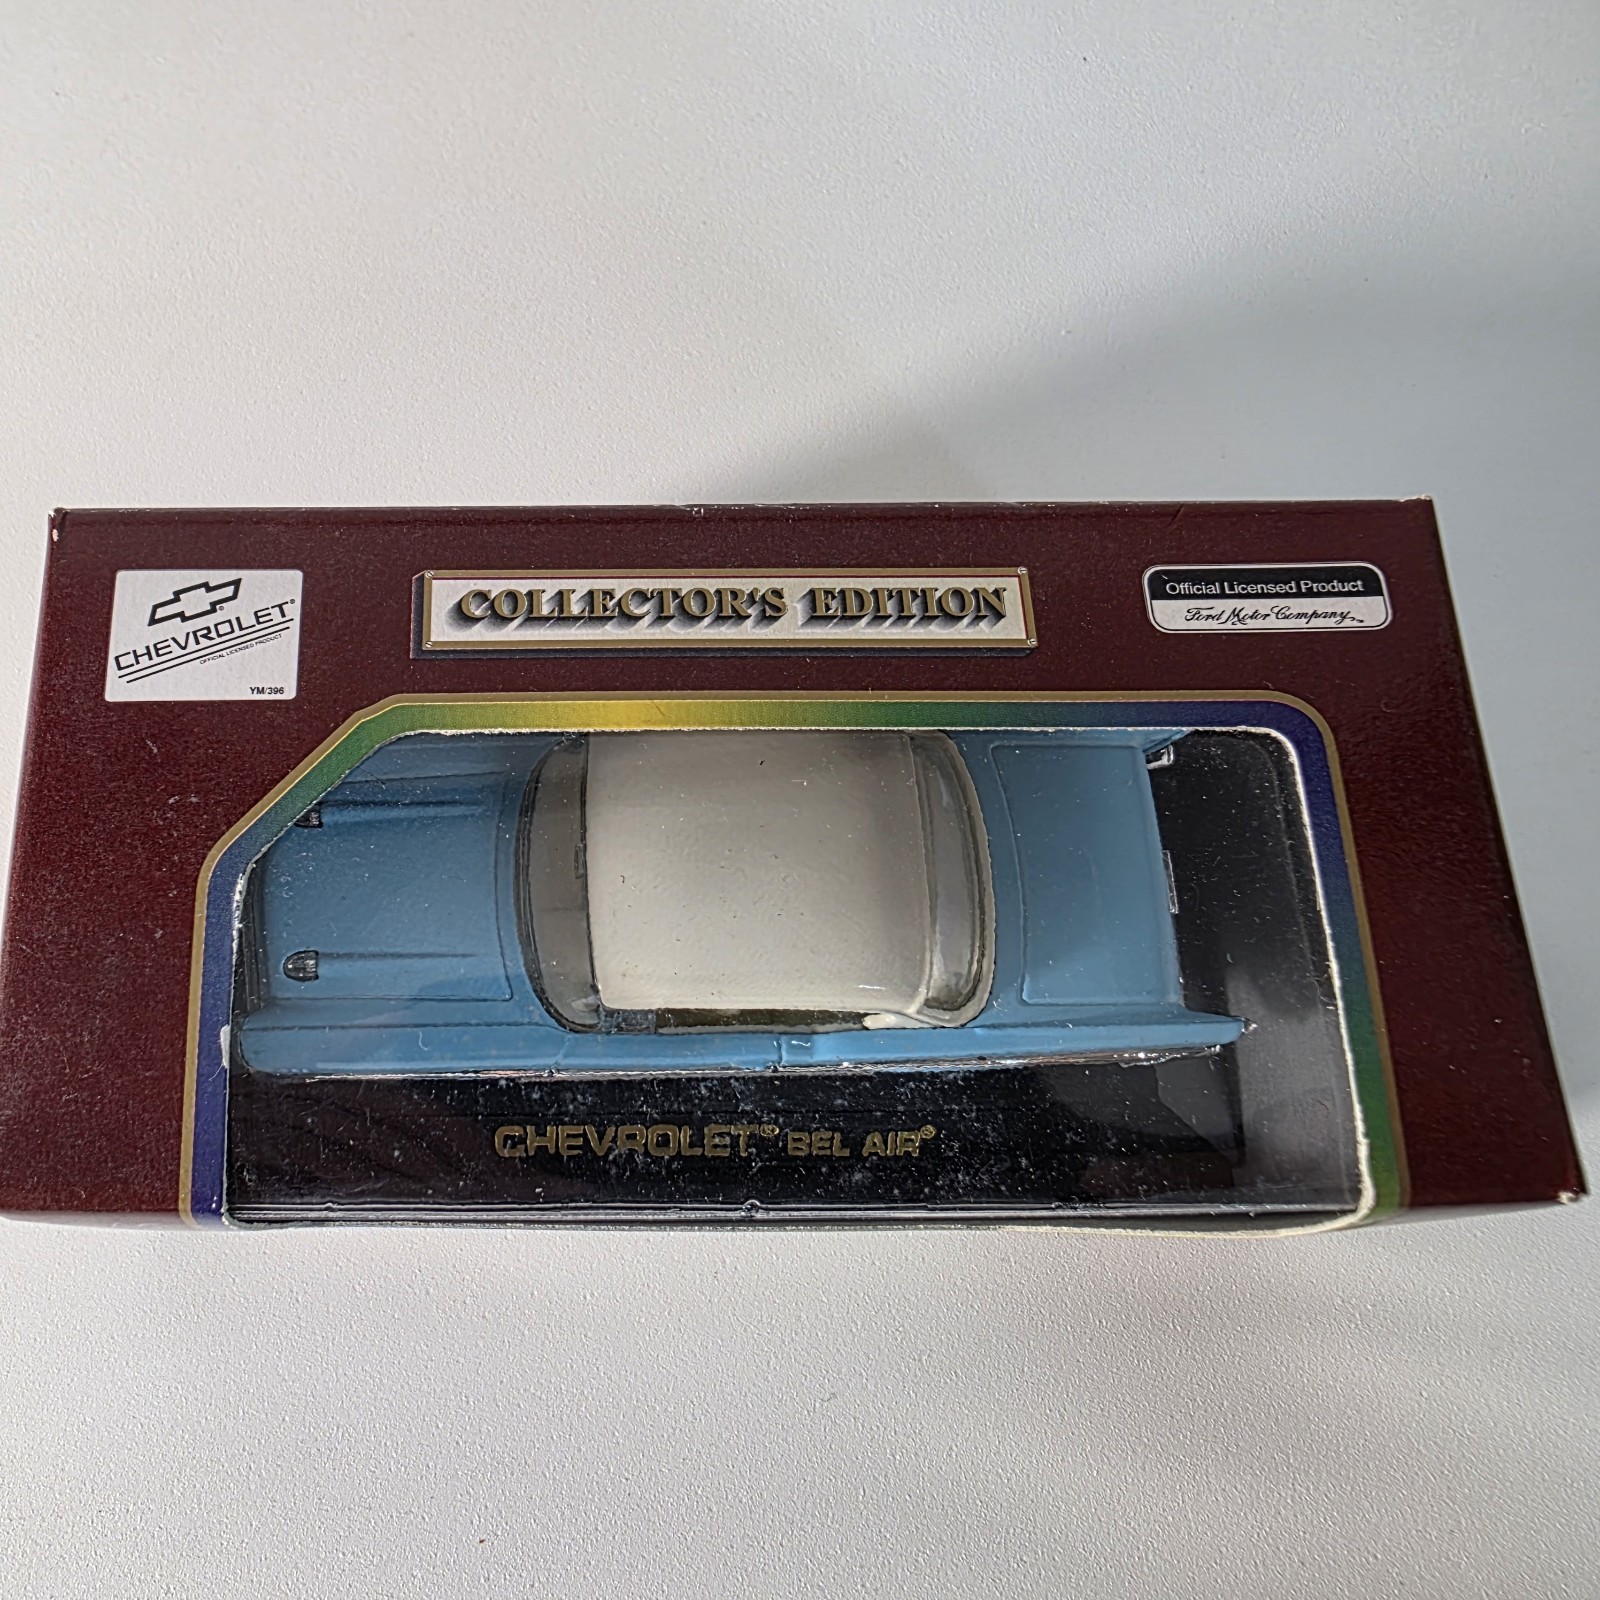 CHEVROLET®
OFFICIAL LICENSED PRODUCT
YM/396
COLLECTOR'S EDITION
Official Licensed Product
Ford Motor Company
CHEVROLET® BEL AIR®